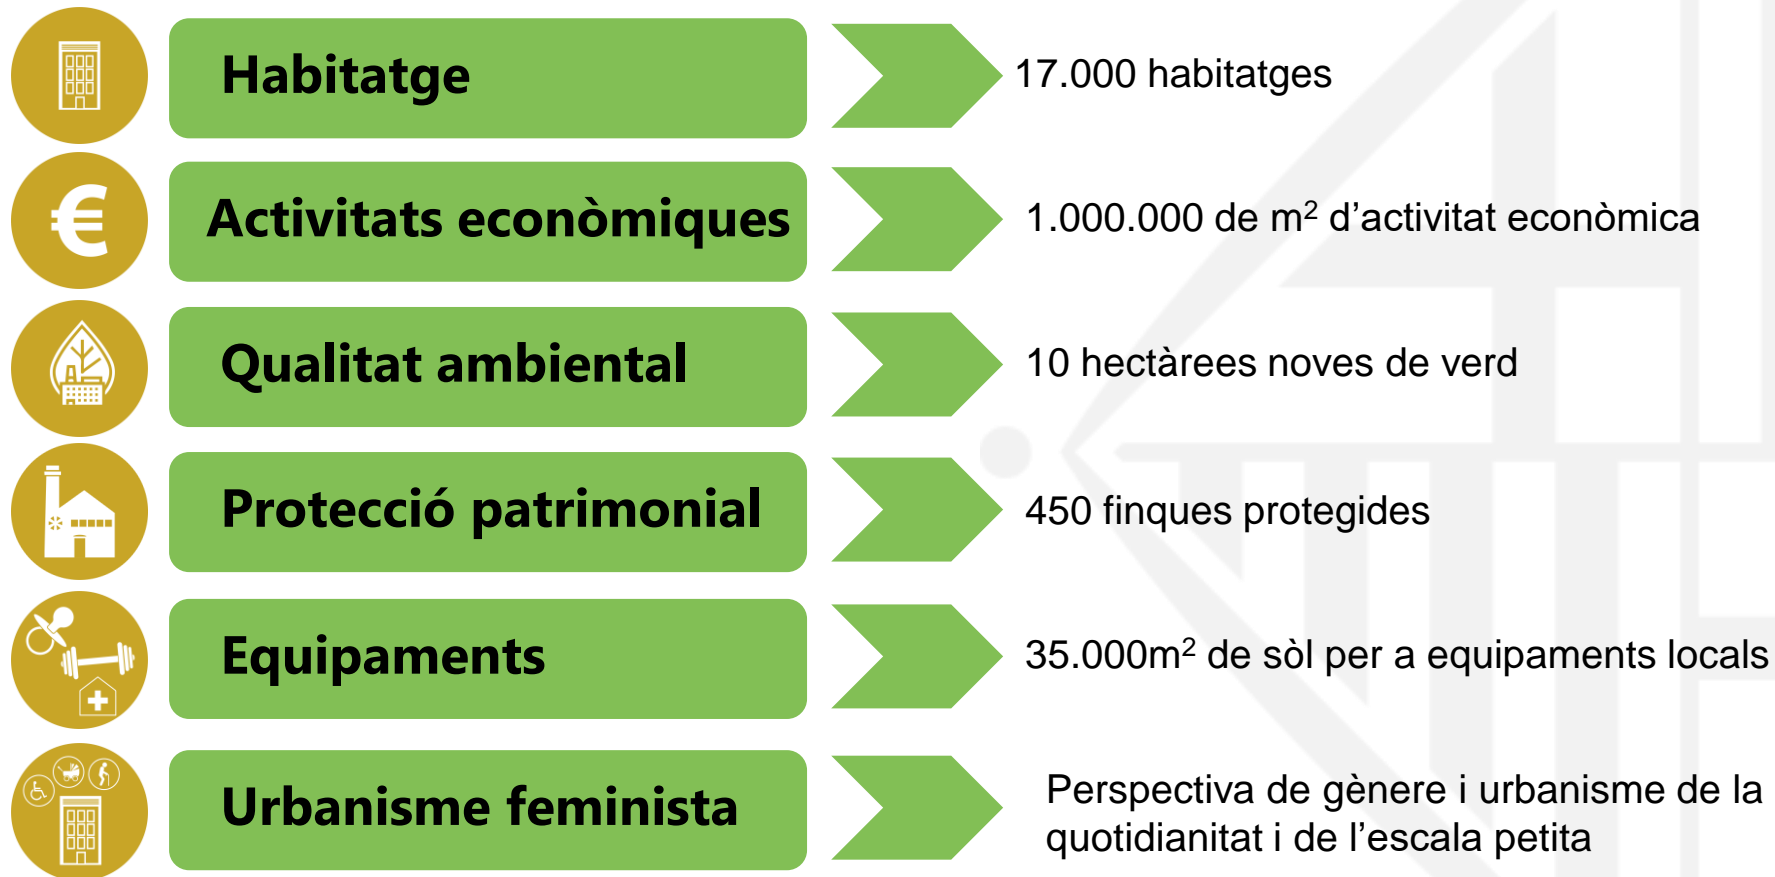 Habitatge
17.000 habitatges
€
Activitats econòmiques
1.000.000 de m² d’activitat econòmica
Qualitat ambiental
10 hectàrees noves de verd
Protecció patrimonial
450 finques protegides
Equipaments
35.000m² de sòl per a equipaments locals
Urbanisme feminista
Perspectiva de gènere i urbanisme de la
quotidianitat i de l’escala petita